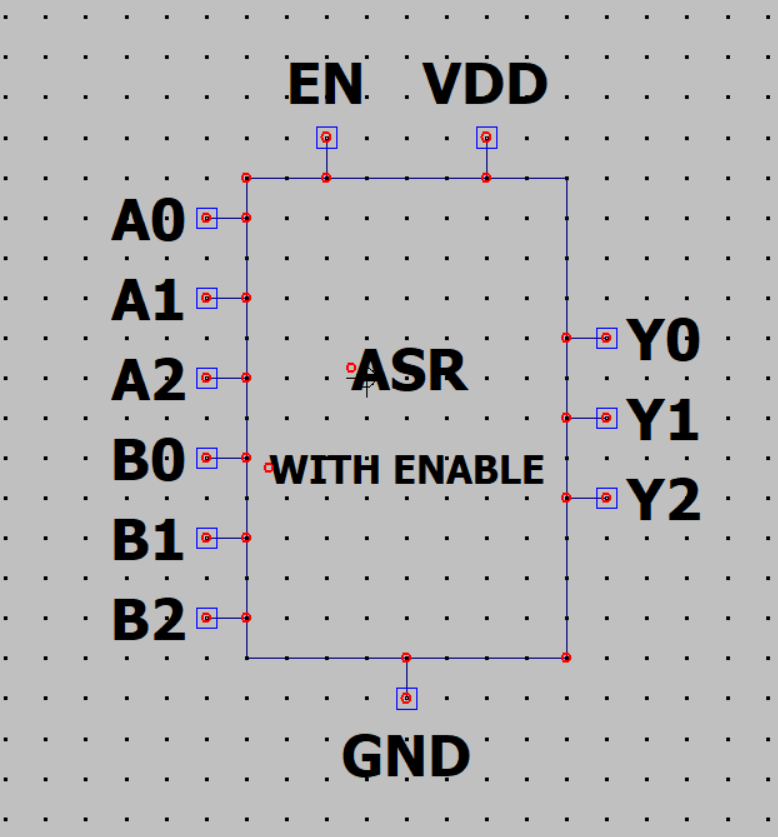 EN VDD
A0
A1
A2
B0
B1
B2
ASR
WITH ENABLE
Y0
Y1
Y2
GND